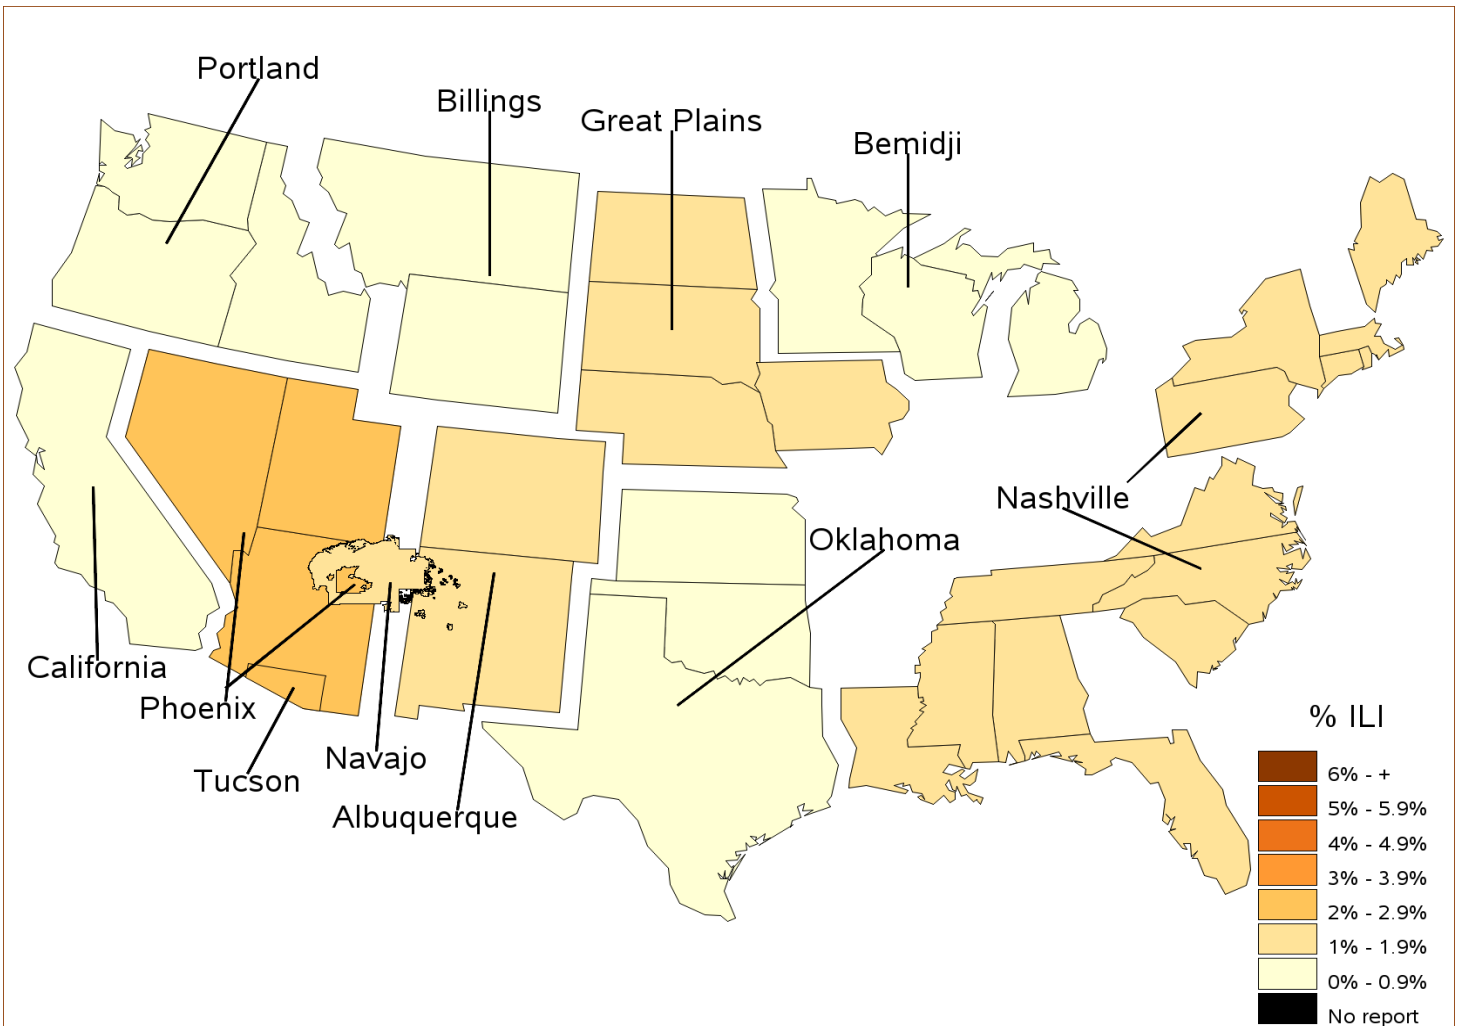 Portland
Billings
Great Plains
Bemidji
Nashville
Oklahoma
California
Phoenix
Navajo
Tucson
Albuquerque
% ILI
6% - +
5% - 5.9%
4% - 4.9%
3% - 3.9%
2% - 2.9%
1% - 1.9%
0% - 0.9%
No report